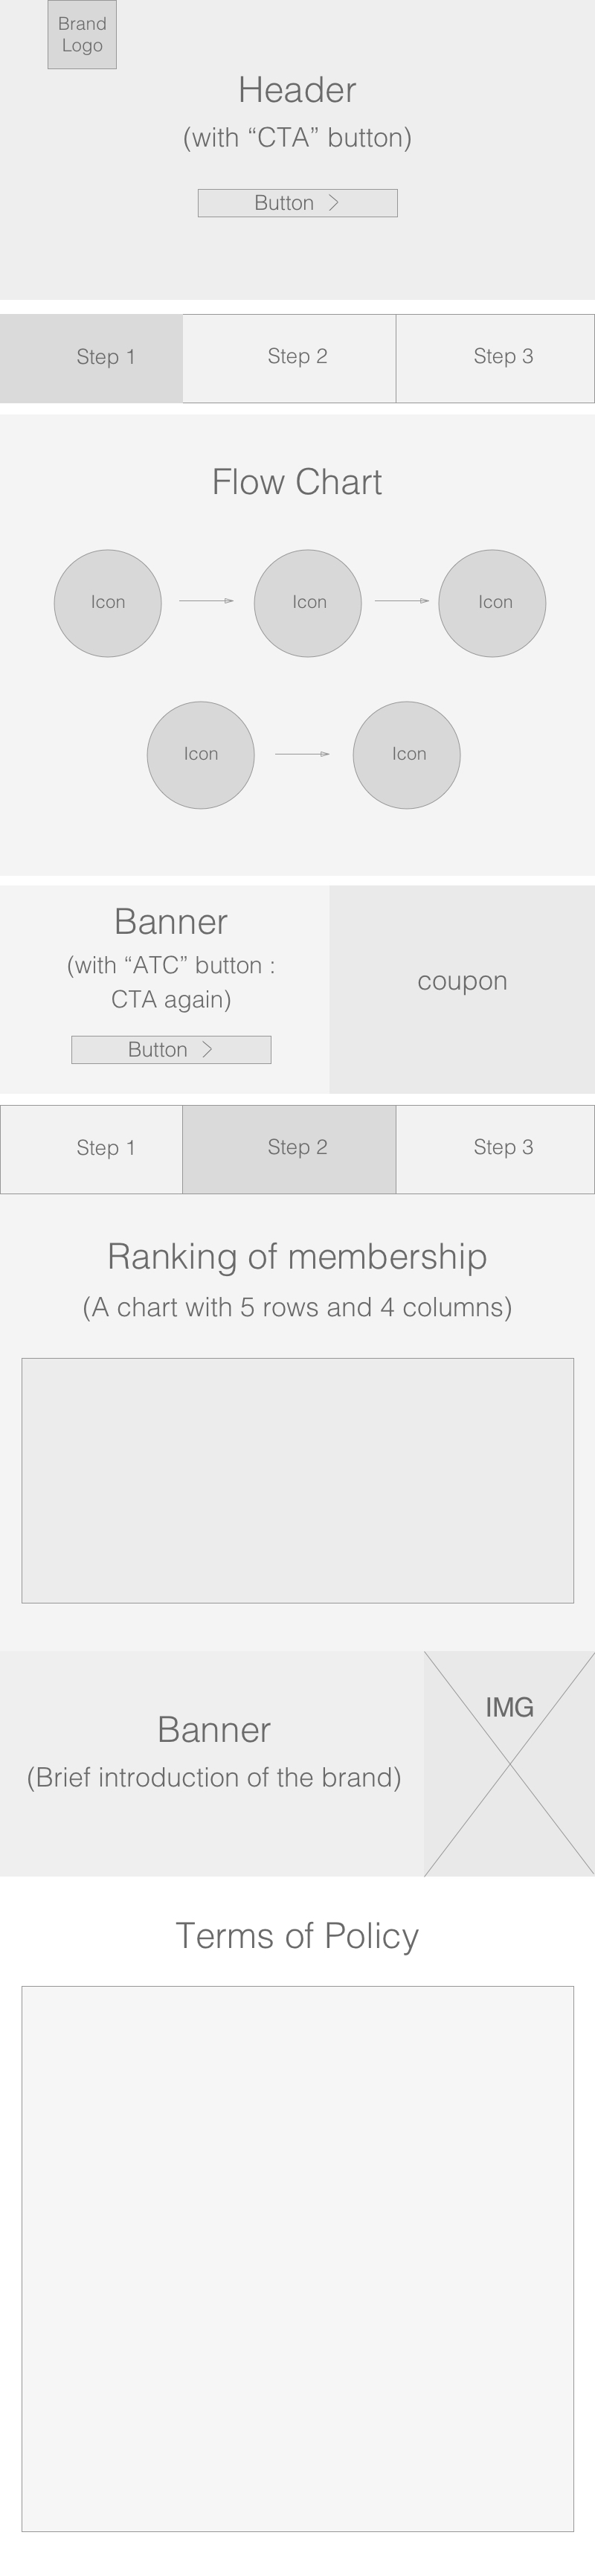 Brand
Logo
Header
(with “CTA” button)
Button
Step 1
Step 2
Step 3
Flow Chart
Icon
Icon
Icon
Icon
Icon
Banner
(with “ATC” button :
CTA again)
Button
coupon
Step 1
Step 2
Step 3
Ranking of membership
(A chart with 5 rows and 4 columns)
Banner
(Brief introduction of the brand)
IMG
Terms of Policy